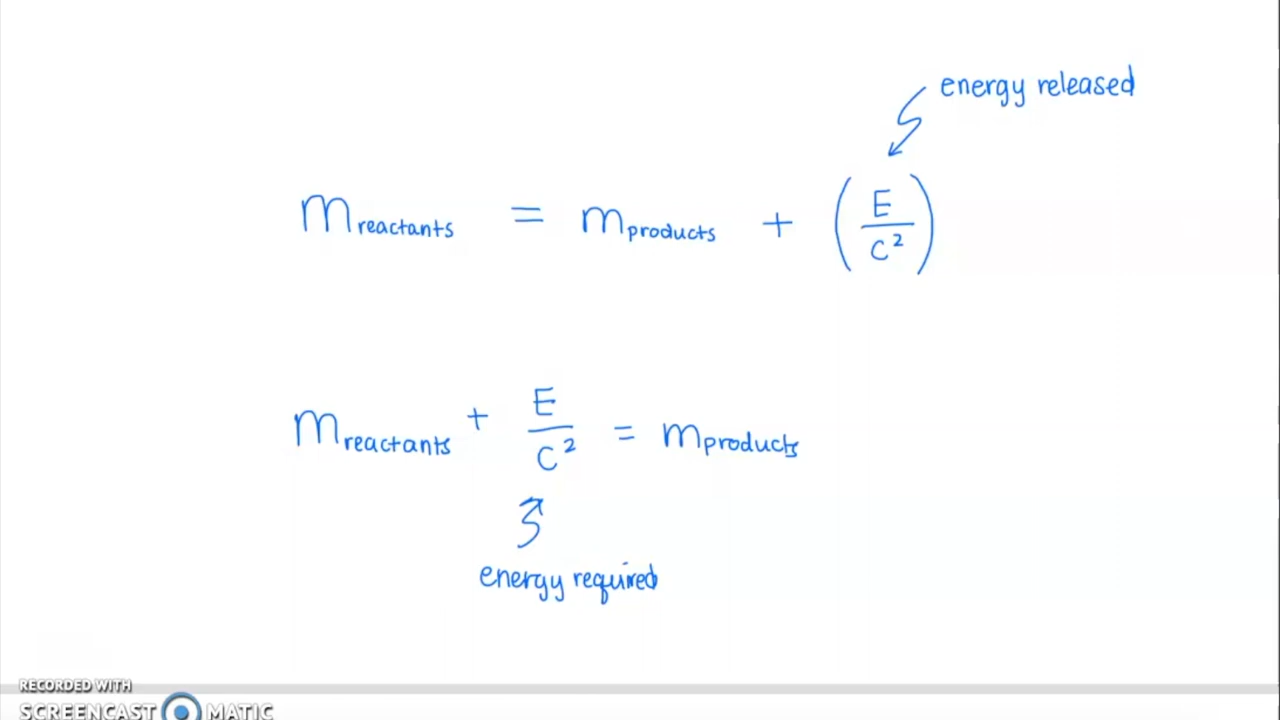 energy released
m reactants = m products + (E/C²)
m reactants + E/C² = m products
energy required
RECORDED WITH
SCREENCAST MATIC